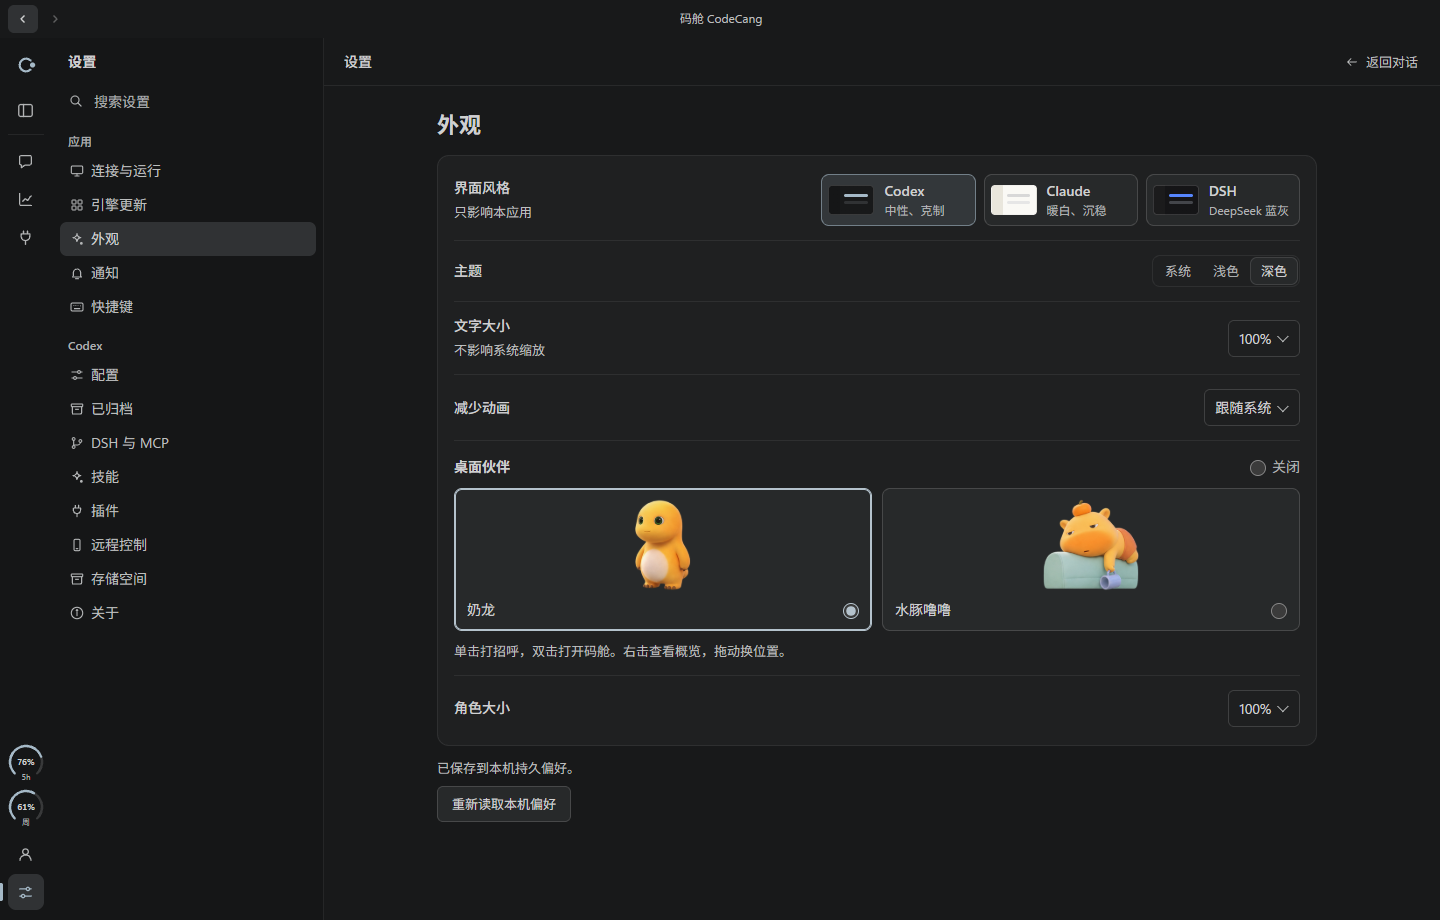 码舱 CodeCang
设置
搜索设置
应用
连接与运行
引擎更新
外观
通知
快捷键
Codex
配置
已归档
DSH 与 MCP
技能
插件
远程控制
存储空间
关于
76%
5h
61%
周
设置
返回对话
外观
界面风格
只影响本应用
Codex
中性、克制
Claude
暖白、沉稳
DSH
DeepSeek 蓝灰
主题
系统
浅色
深色
文字大小
不影响系统缩放
100%
减少动画
跟随系统
桌面伙伴
关闭
奶龙
水豚噜噜
单击打招呼，双击打开码舱。右击查看概览，拖动换位置。
角色大小
100%
已保存到本机持久偏好。
重新读取本机偏好